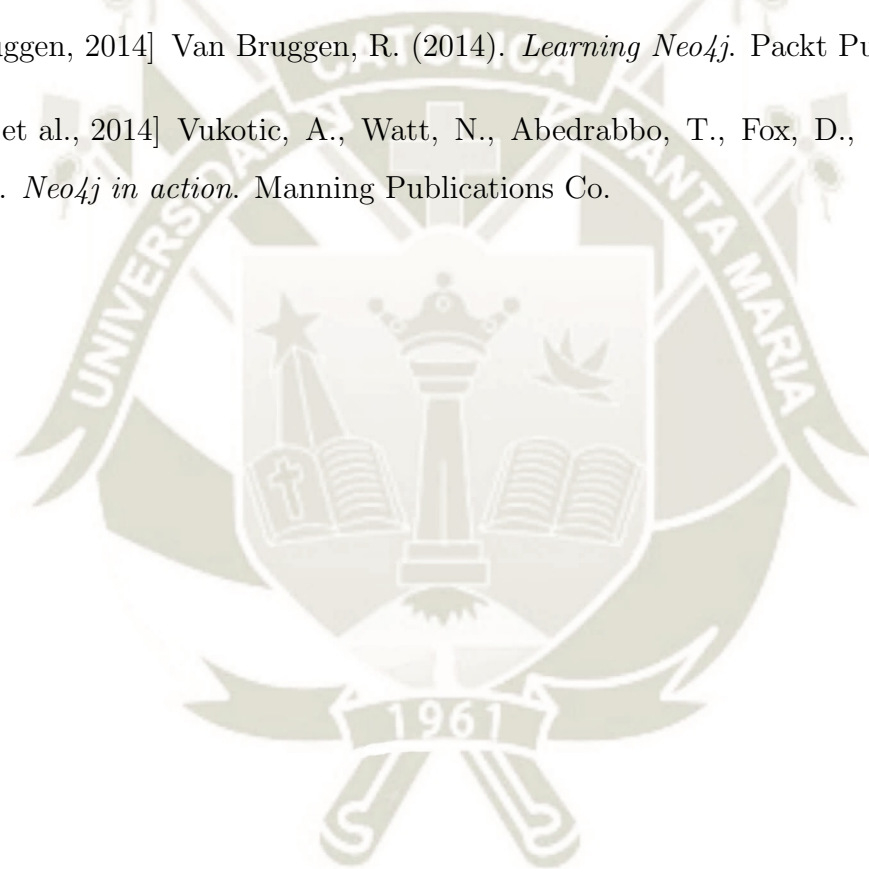 uggen, 2014] Van Bruggen, R. (2014). Learning Neo4j. Packt Pu
et al., 2014] Vukotic, A., Watt, N., Abedrabbo, T., Fox, D.,
. Neo4j in action. Manning Publications Co.
UNIVERSIDAD CATOLICA SANTA MARIA
1961